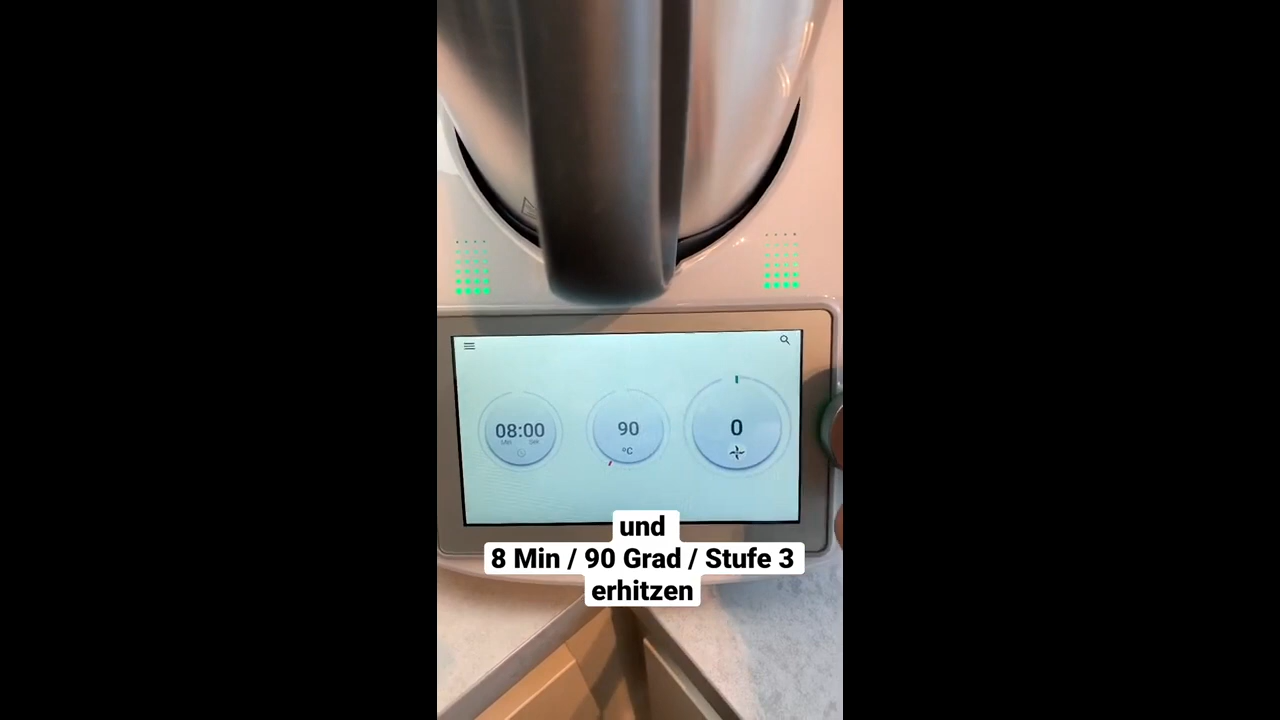 08:00
90
0
°C
und
8 Min / 90 Grad / Stufe 3
erhitzen